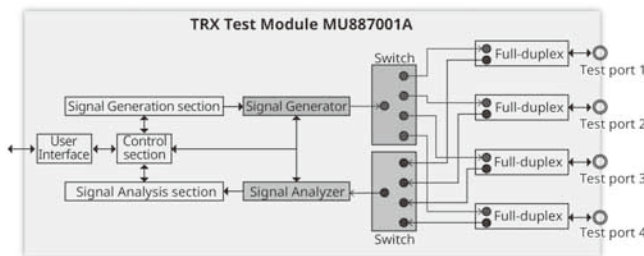 TRX Test Module MU887001A
Switch
Full-duplex
Test port 1
Signal Generation section
Signal Generator
Full-duplex
Test port 2
User
Interface
Control
section
Full-duplex
Test port 3
Signal Analysis section
Signal Analyzer
Full-duplex
Test port 4
Switch